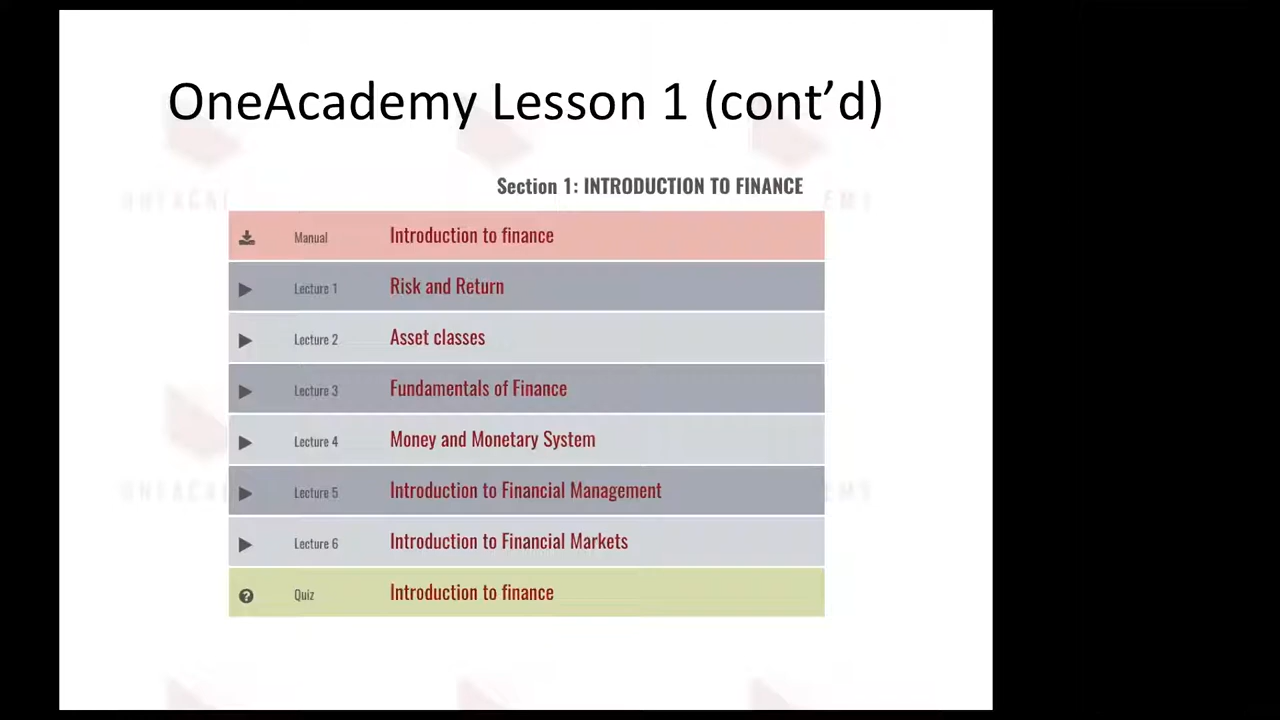 OneAcademy Lesson 1 (cont’d)
Section 1: INTRODUCTION TO FINANCE
Manual Introduction to finance
Lecture 1 Risk and Return
Lecture 2 Asset classes
Lecture 3 Fundamentals of Finance
Lecture 4 Money and Monetary System
Lecture 5 Introduction to Financial Management
Lecture 6 Introduction to Financial Markets
Quiz Introduction to finance